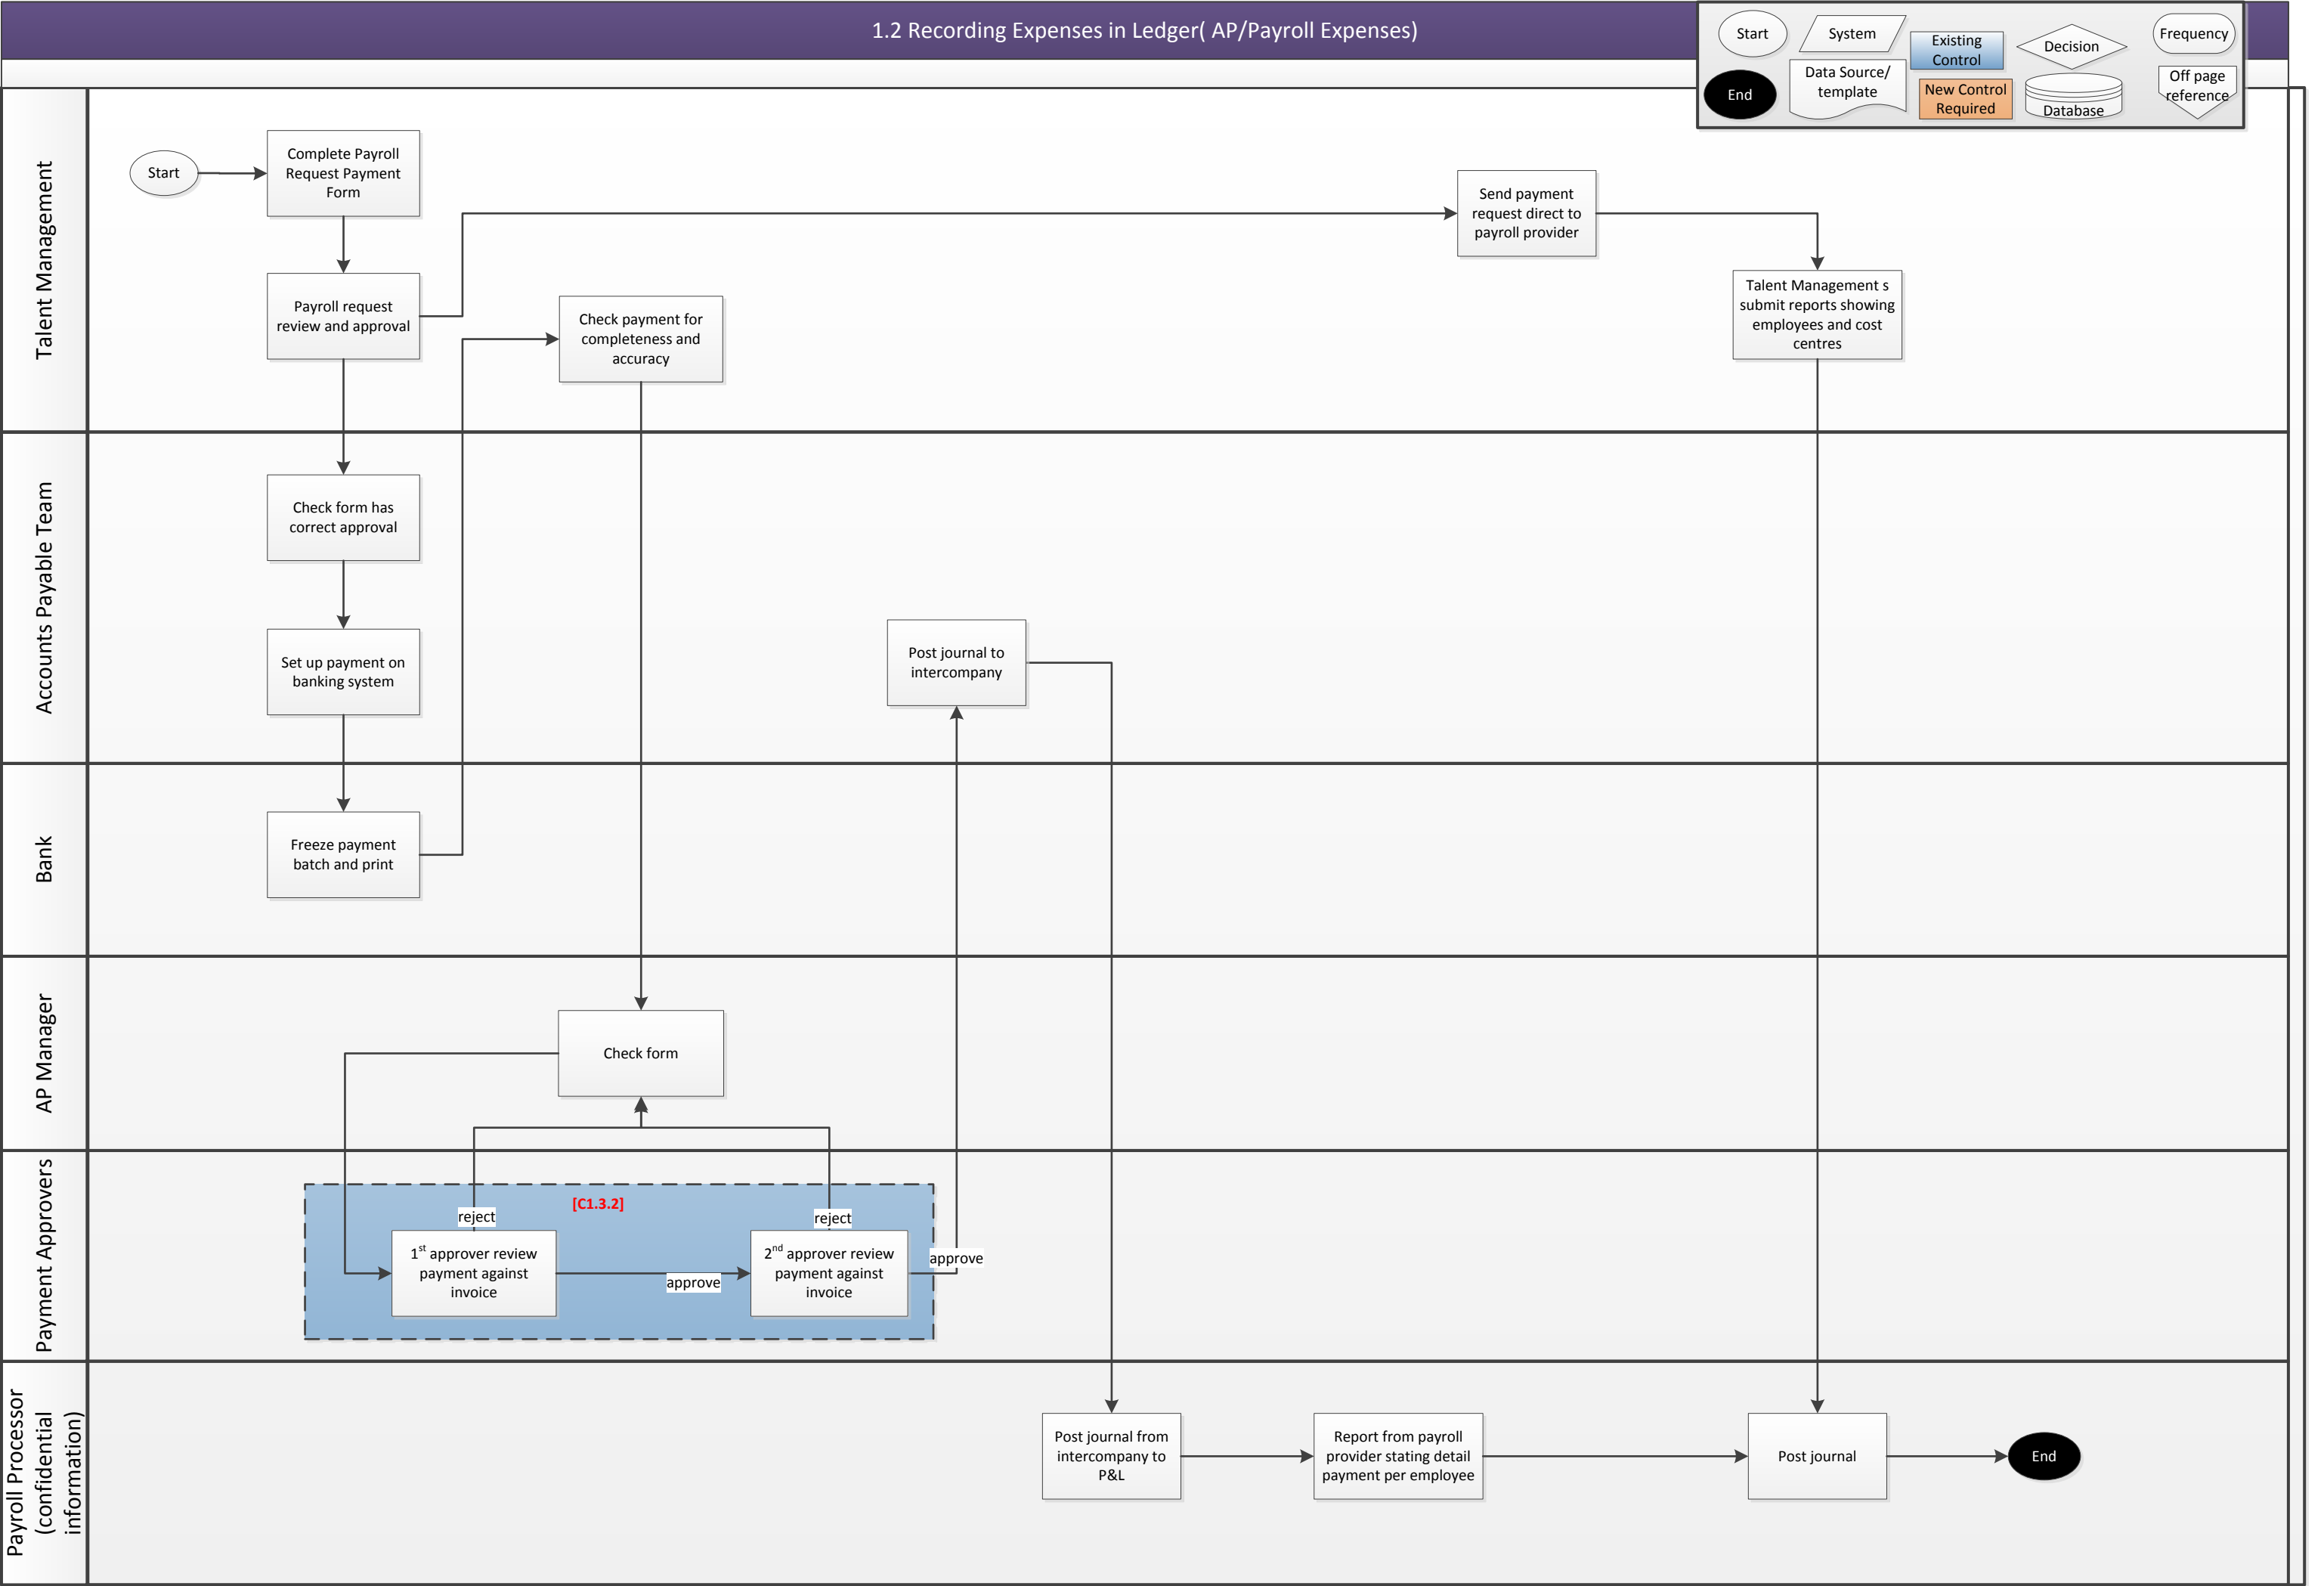 1.2 Recording Expenses in Ledger( AP/Payroll Expenses)
Start
System
Existing
Control
Decision
Frequency
End
Data Source/
template
New Control
Required
Database
Off page
reference
Talent Management
Start
Complete Payroll
Request Payment
Form
Payroll request
review and approval
Check payment for
completeness and
accuracy
Send payment
request direct to
payroll provider
Talent Management s
submit reports showing
employees and cost
centres
Accounts Payable Team
Check form has
correct approval
Set up payment on
banking system
Post journal to
intercompany
Bank
Freeze payment
batch and print
AP Manager
Check form
Payment Approvers
[C1.3.2]
reject
reject
1st approver review
payment against
invoice
approve
2nd approver review
payment against
invoice
approve
Payroll Processor
(confidential
information)
Post journal from
intercompany to
P&L
Report from payroll
provider stating detail
payment per employee
Post journal
End